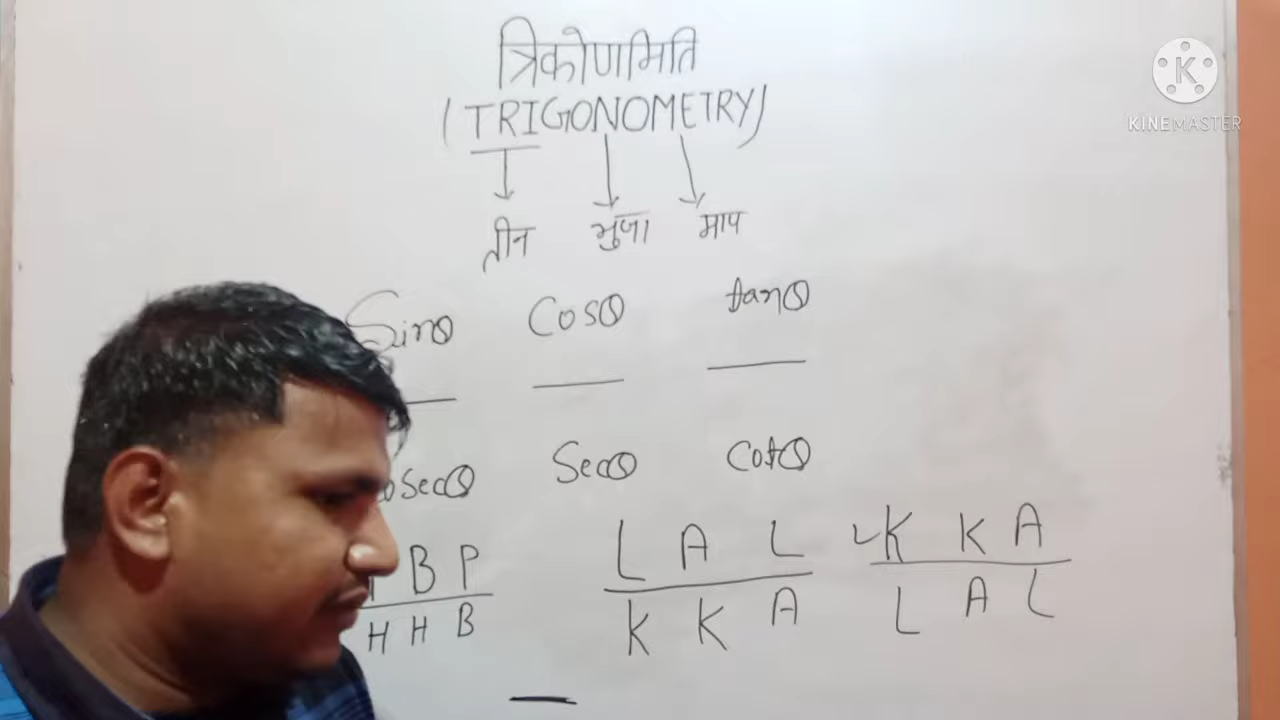 त्रिकोणमिति
(TRIGONOMETRY)
तीन भुजा माप
Sinθ Cosθ tanθ
Secθ Cotθ
B P
H H B
L A L
K K A
K K A
L A L
KINEMASTER